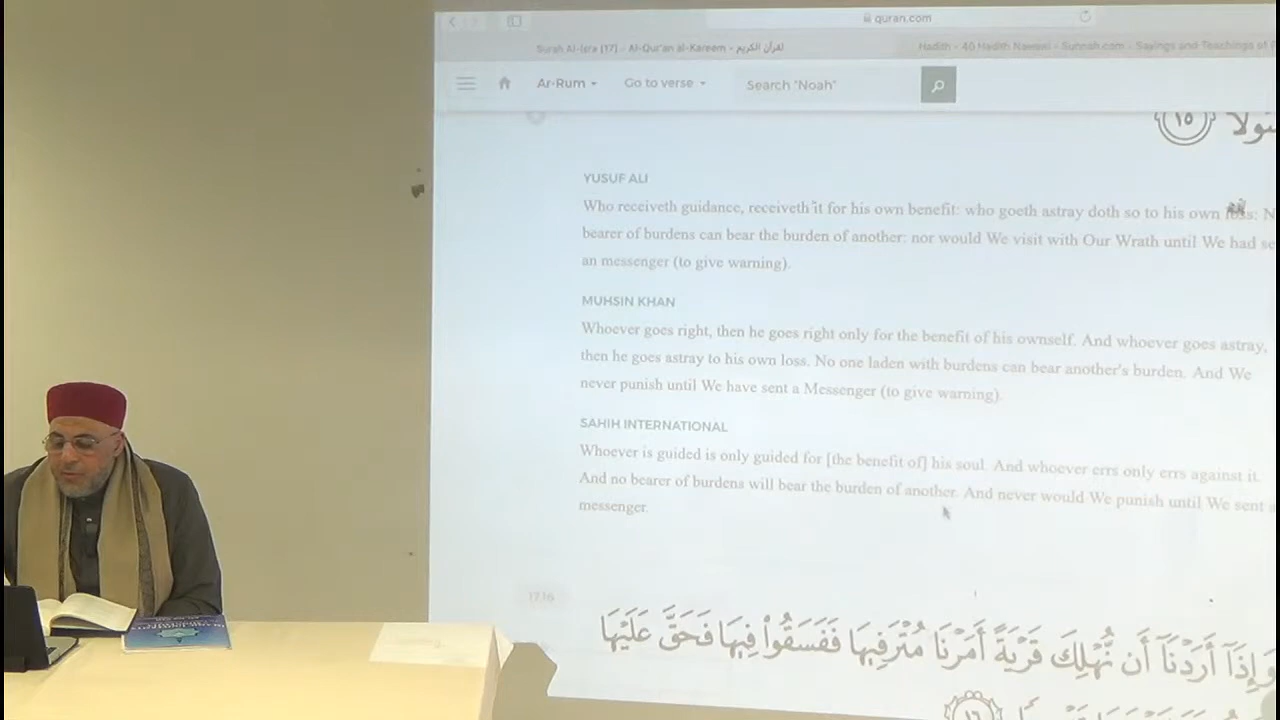 quran.com
Surah Al-Isra [17] - Al-Qur'an al-Kareem - القرآن الكريم
Hadith - 40 Hadith Nawawi - Sunnah.com - Sayings and Teachings of
Ar-Rum
Go to verse
Search "Noah"
١٥
YUSUF ALI
Who receiveth guidance, receiveth it for his own benefit: who goeth astray doth so to his own loss: N
bearer of burdens can bear the burden of another: nor would We visit with Our Wrath until We had se
an messenger (to give warning).
MUHSIN KHAN
Whoever goes right, then he goes right only for the benefit of his ownself. And whoever goes astray,
then he goes astray to his own loss. No one laden with burdens can bear another's burden. And We
never punish until We have sent a Messenger (to give warning).
SAHIH INTERNATIONAL
Whoever is guided is only guided for [the benefit of] his soul. And whoever errs only errs against it.
And no bearer of burdens will bear the burden of another. And never would We punish until We sent a
messenger.
17:16
وَإِذَآ أَرَدْنَآ أَن نُّهْلِكَ قَرْيَةً أَمَرْنَا مُتْرَفِيهَا فَفَسَقُوا۟ فِيهَا فَحَقَّ عَلَيْهَا
١٦